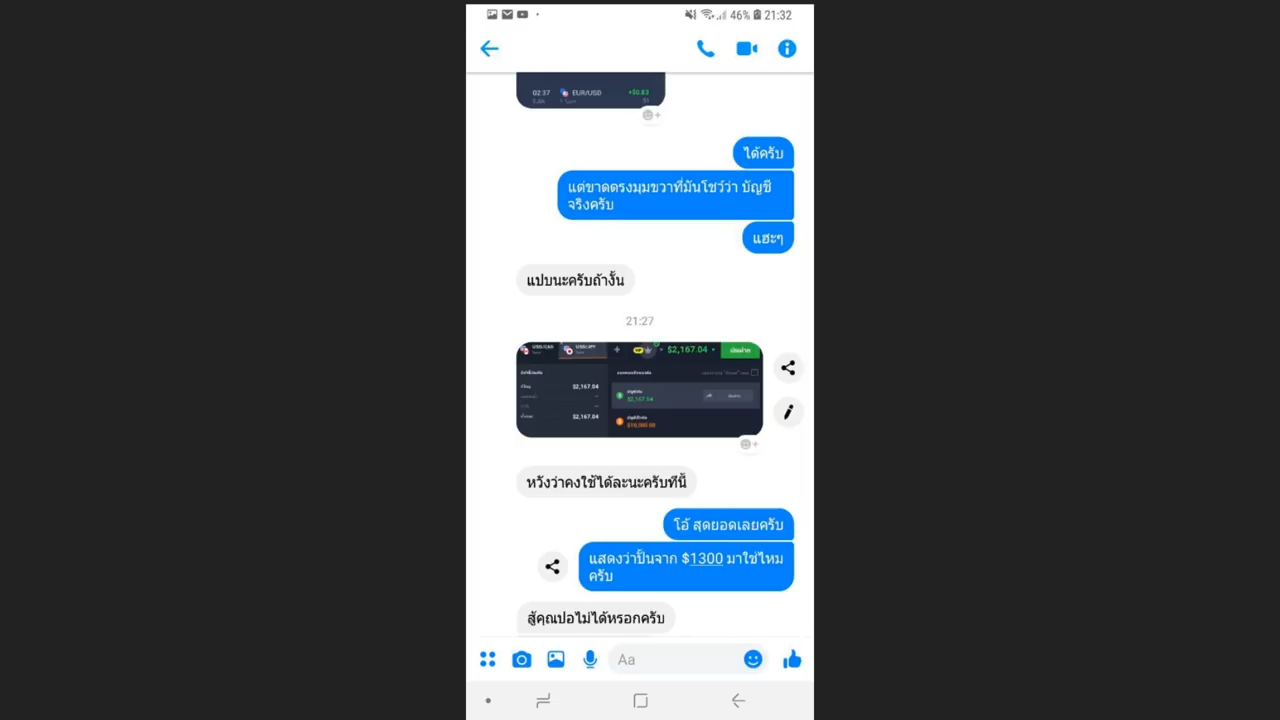 46% 21:32
02:37 EUR/USD +$0.83
$1
ได้ครับ
แต่ขาดตรงมุมขวาที่มันโชว์ว่า บัญชี
จริงครับ
แฮะๆ
แปบนะครับถ้างั้น
21:27
VIP $2,167.04
$2,167.04
$2,167.04
$2,167.04
หวังว่าคงใช้ได้ละนะครับทีนี้
โอ้ สุดยอดเลยครับ
แสดงว่าปั้นจาก $1300 มาใช่ไหม
ครับ
สู้คุณปอไม่ได้หรอกครับ
Aa